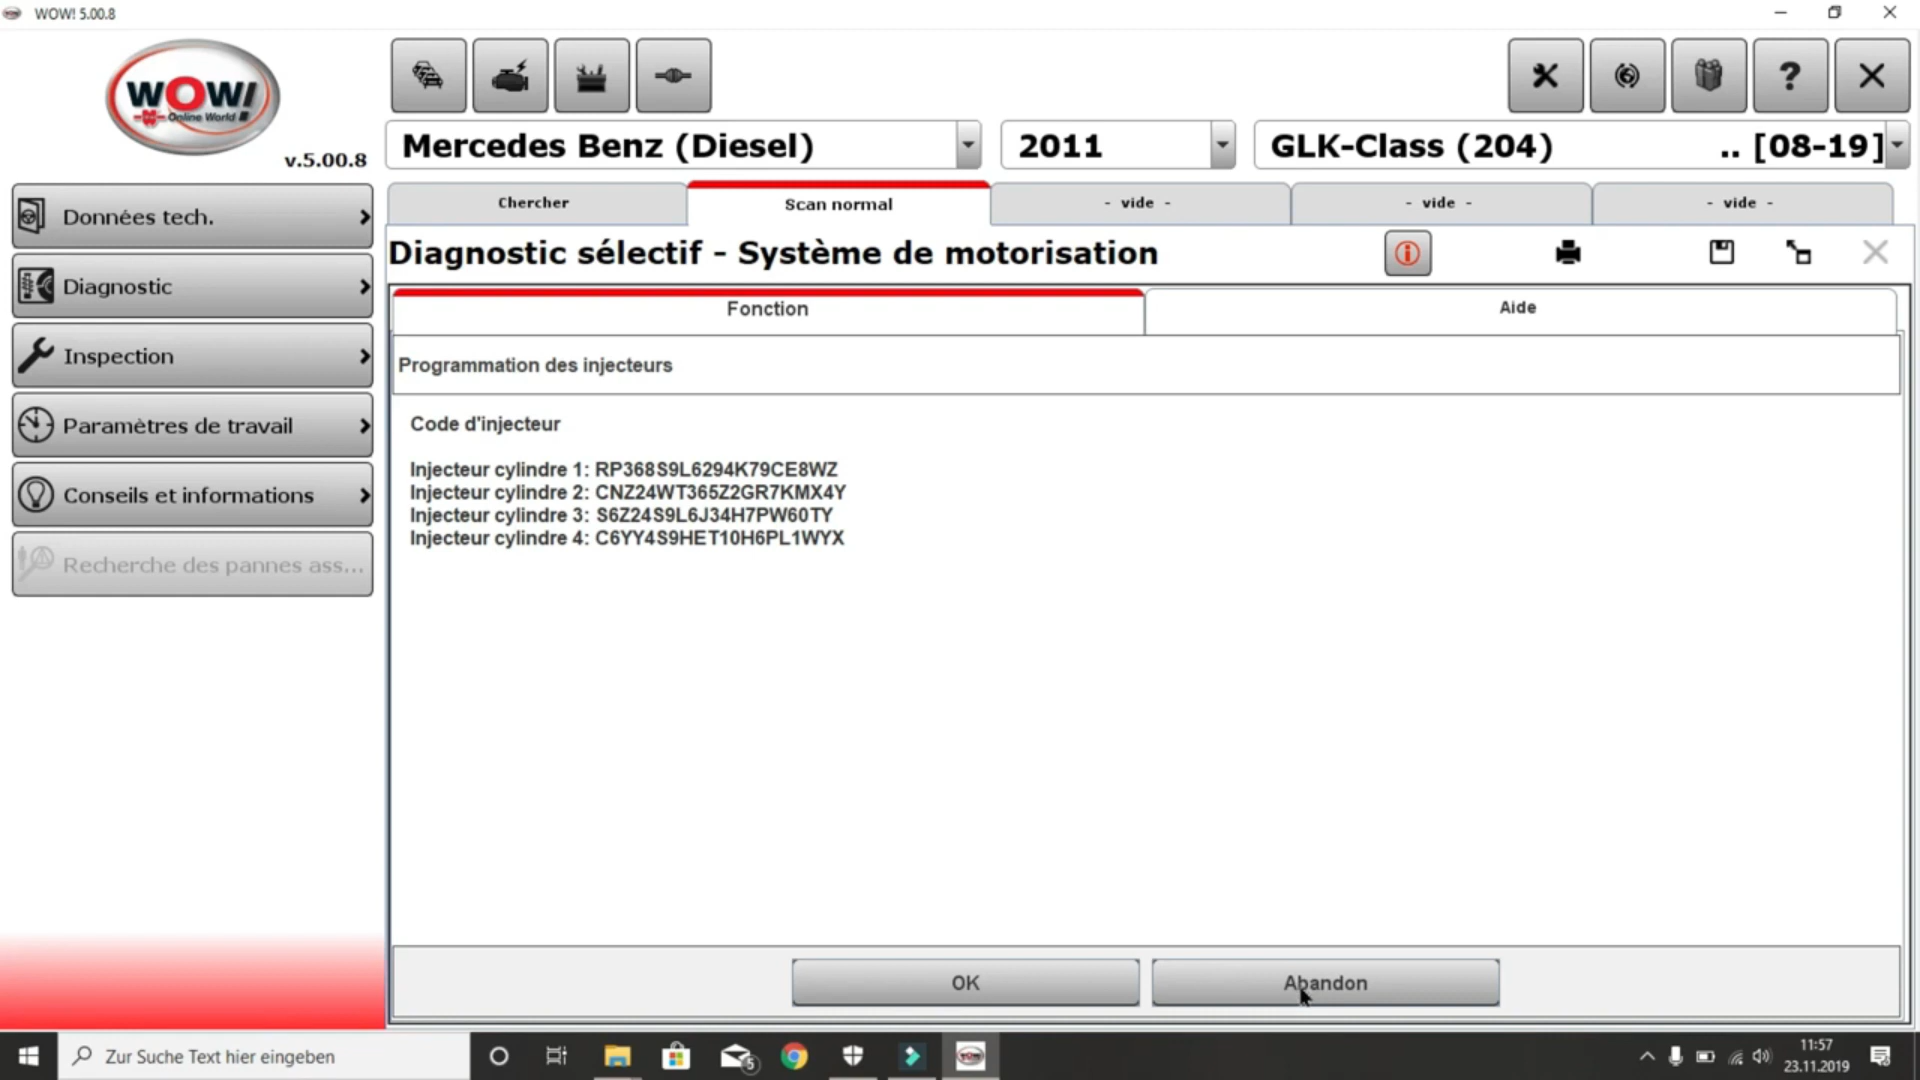 WOW! 5.00.8
WOW!
Online World
v.5.00.8
Mercedes Benz (Diesel)
2011
GLK-Class (204) .. [08-19]
Données tech.
Diagnostic
Inspection
Paramètres de travail
Conseils et informations
Recherche des pannes ass...
Chercher
Scan normal
- vide -
- vide -
- vide -
Diagnostic sélectif - Système de motorisation
Fonction
Aide
Programmation des injecteurs
Code d'injecteur
Injecteur cylindre 1: RP368S9L6294K79CE8WZ
Injecteur cylindre 2: CNZ24WT365Z2GR7KMX4Y
Injecteur cylindre 3: S6Z24S9L6J34H7PW60TY
Injecteur cylindre 4: C6YY4S9HET10H6PL1WYX
OK
Abandon
Zur Suche Text hier eingeben
5
11:57
23.11.2019